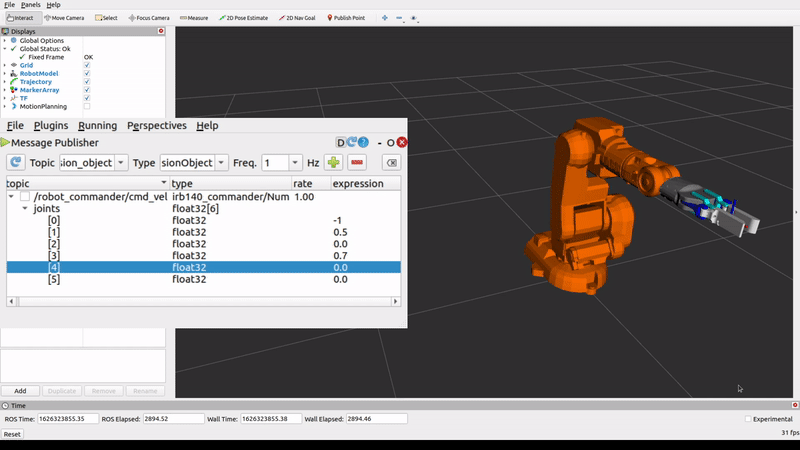 File Panels Help
Interact Move Camera Select Focus Camera Measure 2D Pose Estimate 2D Nav Goal Publish Point
Displays
Global Options
Global Status: Ok
Fixed Frame OK
Grid
RobotModel
Trajectory
MarkerArray
TF
MotionPlanning
File Plugins Running Perspectives Help
Message Publisher D - O
Topic ion_object Type sionObject Freq. 1 Hz
topic type rate expression
/robot_commander/cmd_vel irb140_commander/Num 1.00
joints float32[6]
[0] float32 -1
[1] float32 0.5
[2] float32 0.0
[3] float32 0.7
[4] float32 0.0
[5] float32 0.0
Add Duplicate Remove Rename
Time
ROS Time: 1626323855.35 ROS Elapsed: 2894.52 Wall Time: 1626323855.38 Wall Elapsed: 2894.46 Experimental
Reset 31 fps